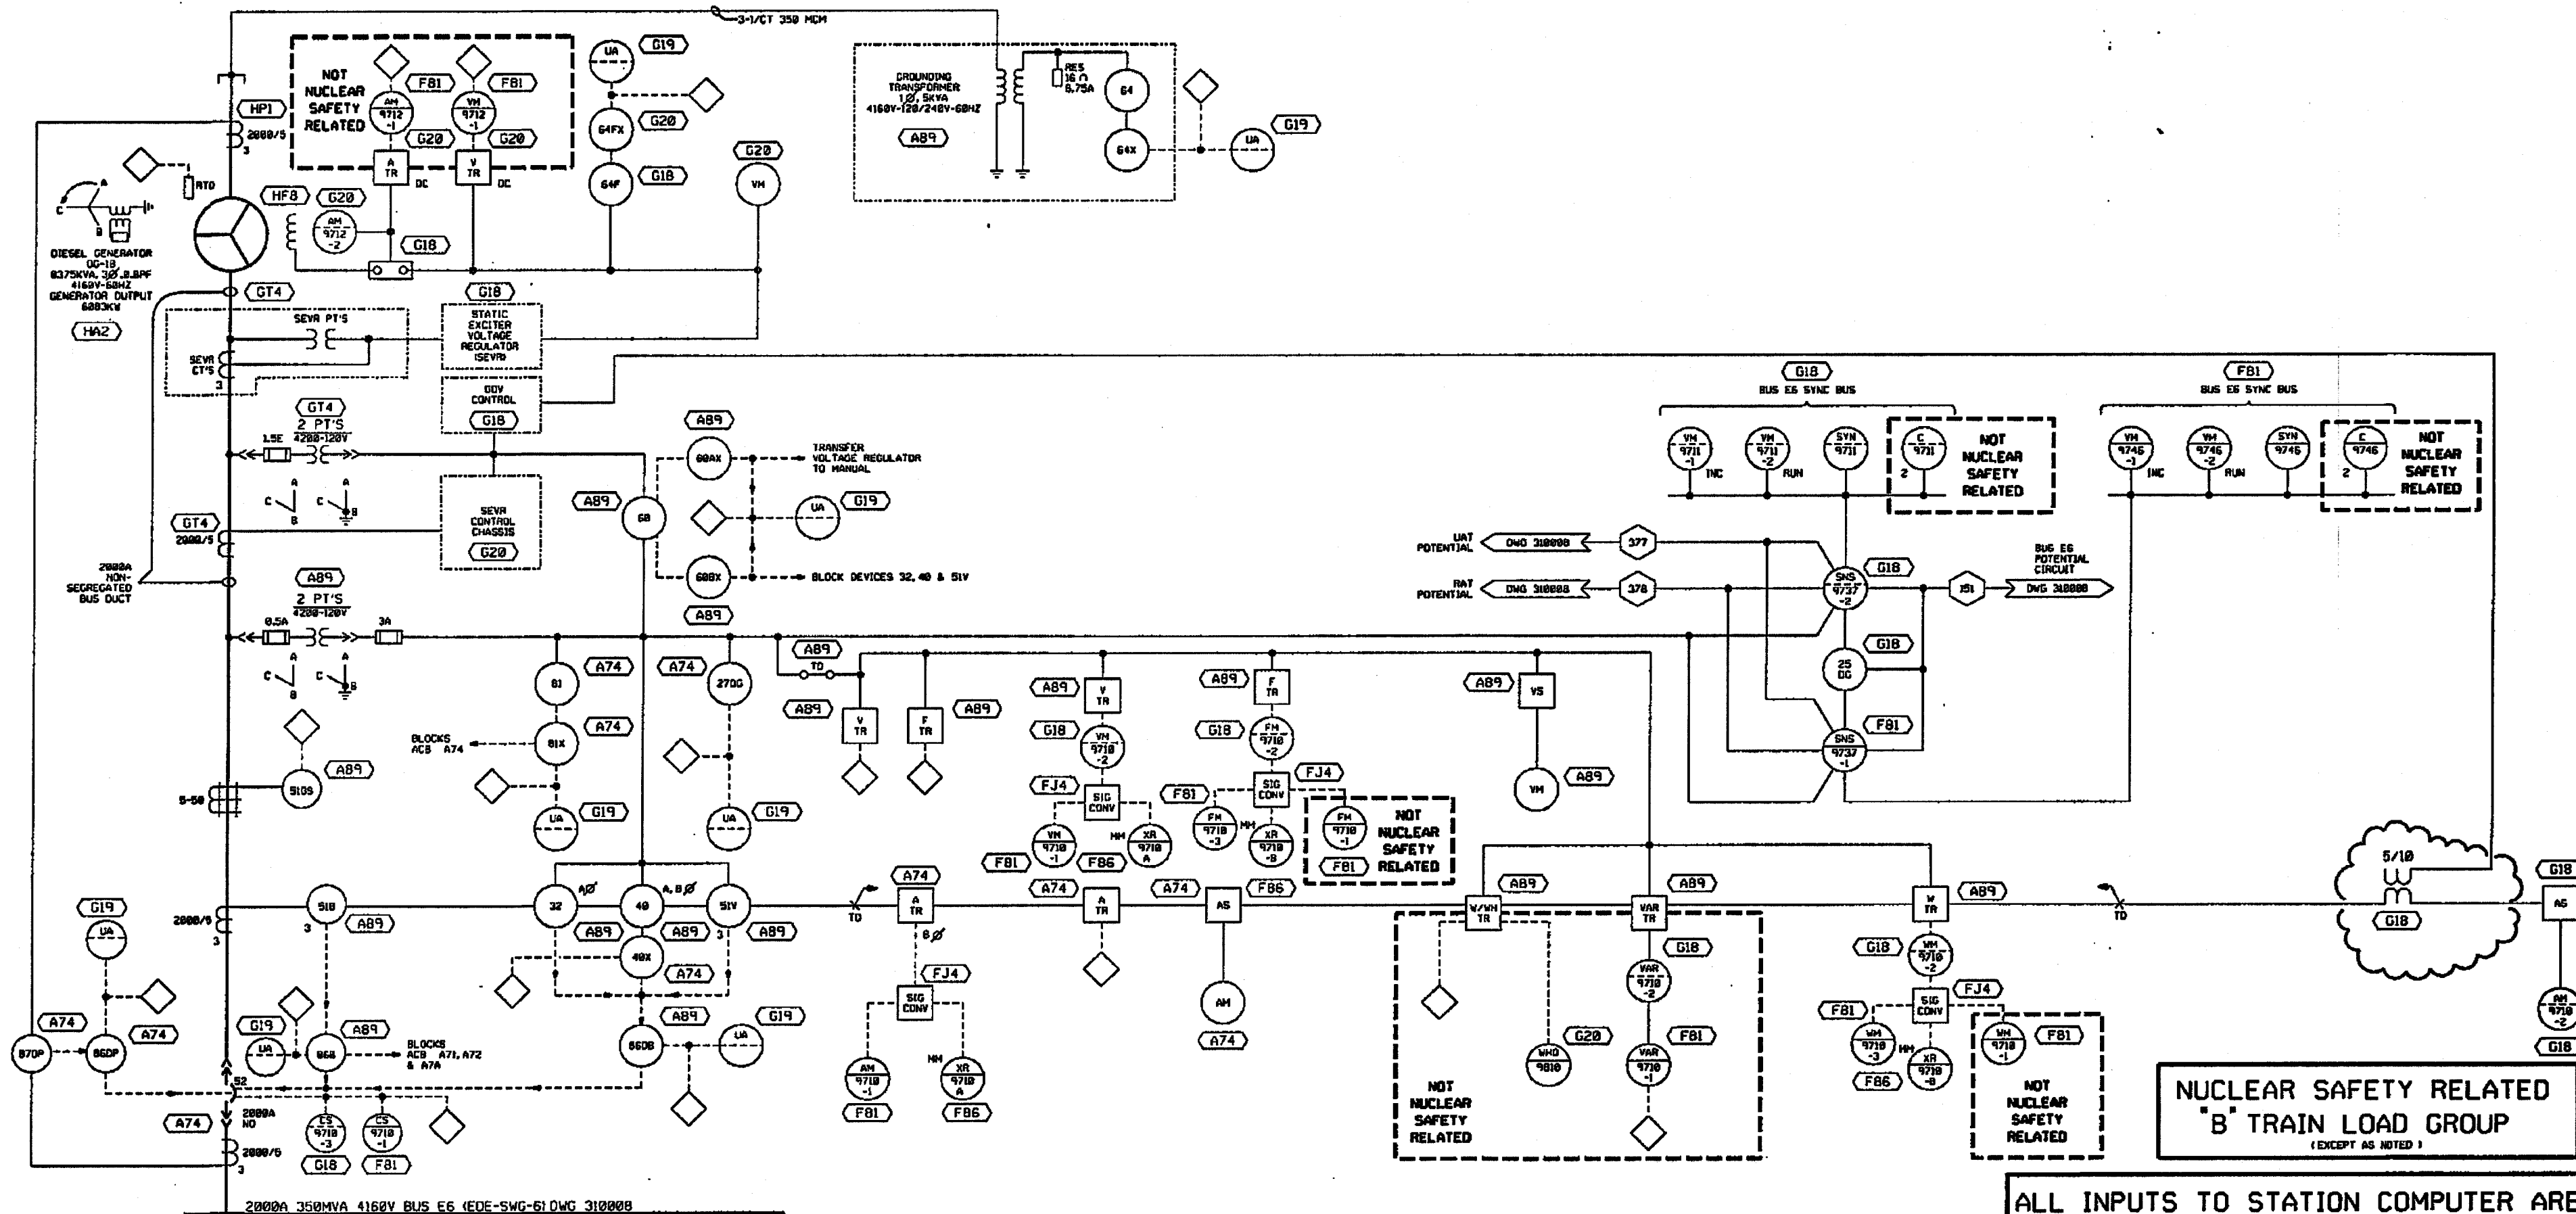 3-1/CT 350 MCM
NOT
NUCLEAR
SAFETY
RELATED
F81
F81
AM
9712
-1
VM
9712
-1
G20
G20
A
TR
DC
V
TR
DC
UA
G19
64FX
G20
64F
G18
G20
VM
GROUNDING
TRANSFORMER
1Ø, 5KVA
4160V-120/240V-60HZ
A89
RES
16 Ω
8.75A
64
64X
UA
G19
HP1
2000/5
3
RTD
HF8
G20
AM
9712
-2
G18
A
C
B
DIESEL GENERATOR
DG-1B
8375KVA, 3Ø, 0.8PF
4160V-60HZ
GENERATOR OUTPUT
6083KW
HA2
GT4
SEVR PT'S
SEVR
CT'S
3
G18
STATIC
EXCITER
VOLTAGE
REGULATOR
(SEVR)
CONTROL
G18
GT4
2 PT'S
4200-120V
1.5E
A
C
B
A
C
B
GT4
2000/5
SEVR
CONTROL
CHASSIS
G20
2000A
NON-
SEGREGATED
BUS DUCT
A89
2 PT'S
4200-120V
0.5A
3A
A
C
B
A
C
B
A89
60AX
TRANSFER
VOLTAGE REGULATOR
TO MANUAL
A89
60
UA
G19
60BX
BLOCK DEVICES 32, 40 & 51V
A89
G18
BUS E6 SYNC BUS
VM
9711
-1
INC
VM
9711
-2
RUN
SYN
9711
C
9711
2
NOT
NUCLEAR
SAFETY
RELATED
F81
BUS E6 SYNC BUS
VM
9746
-1
INC
VM
9746
-2
RUN
SYN
9746
C
9746
2
NOT
NUCLEAR
SAFETY
RELATED
UAT
POTENTIAL
DWG 310008
377
RAT
POTENTIAL
DWG 310008
378
SNS
9737
-2
G18
151
BUS E6
POTENTIAL
CIRCUIT
DWG 310008
25
DG
G18
SNS
9737
-1
F81
81
A74
A74
27DG
81X
A74
BLOCKS
ACB A74
UA
G19
UA
G19
A89
TD
A89
V
TR
F
TR
A89
A89
V
TR
G18
VM
9710
-2
FJ4
SIG
CONV
VM
9710
-1
F81
MM
XR
9710
A
F86
A89
F
TR
G18
FM
9710
-2
FJ4
SIG
CONV
F81
FM
9710
-3
MM
XR
9710
-B
F86
FM
9710
-1
F81
NOT
NUCLEAR
SAFETY
RELATED
A89
VS
VM
A89
5-50
51GS
A89
2000/5
3
51B
3
A89
32
AØ
A89
40
A,BØ
A89
51V
3
A89
40X
A74
TD
A74
A
TR
BØ
FJ4
SIG
CONV
AM
9710
-1
F81
MM
XR
9710
A
F86
A74
A
TR
A74
AS
AM
A74
A89
W/WH
TR
A89
VAR
TR
G18
VAR
9710
-2
F81
VAR
9710
-1
G20
WHD
9810
NOT
NUCLEAR
SAFETY
RELATED
W
TR
A89
G18
WM
9710
-2
FJ4
SIG
CONV
F81
WM
9710
-3
MM
XR
9710
-B
F86
WM
9710
-1
F81
NOT
NUCLEAR
SAFETY
RELATED
TD
5/10
G18
G18
AS
AM
9710
-2
G18
G19
UA
A74
87DP
86DP
A74
G19
UA
A89
86B
BLOCKS
ACB A71, A72
& A7A
A89
86DB
UA
G19
52
2000A
NO
A74
2000/5
3
CS
9710
-3
G18
CS
9710
-1
F81
2000A 350MVA 4160V BUS E6 (EDE-SWG-6) DWG 310008
NUCLEAR SAFETY RELATED
"B" TRAIN LOAD GROUP
(EXCEPT AS NOTED)
ALL INPUTS TO STATION COMPUTER ARE